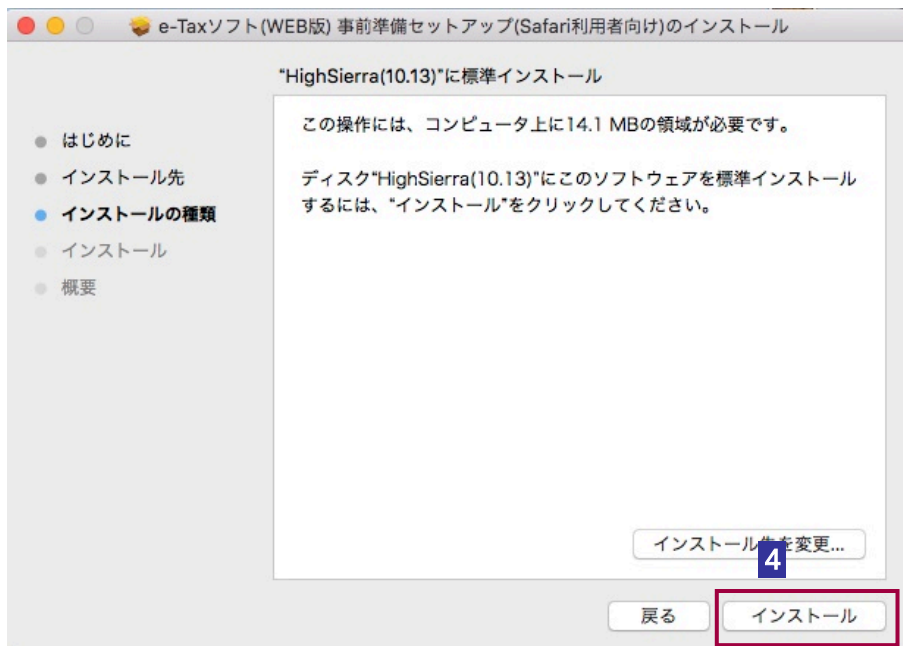 e-Taxソフト(WEB版) 事前準備セットアップ(Safari利用者向け)のインストール
"HighSierra(10.13)"に標準インストール
はじめに
インストール先
インストールの種類
インストール
概要
この操作には、コンピュータ上に14.1 MBの領域が必要です。
ディスク"HighSierra(10.13)"にこのソフトウェアを標準インストール
するには、"インストール"をクリックしてください。
インストール先を変更...
4
戻る
インストール